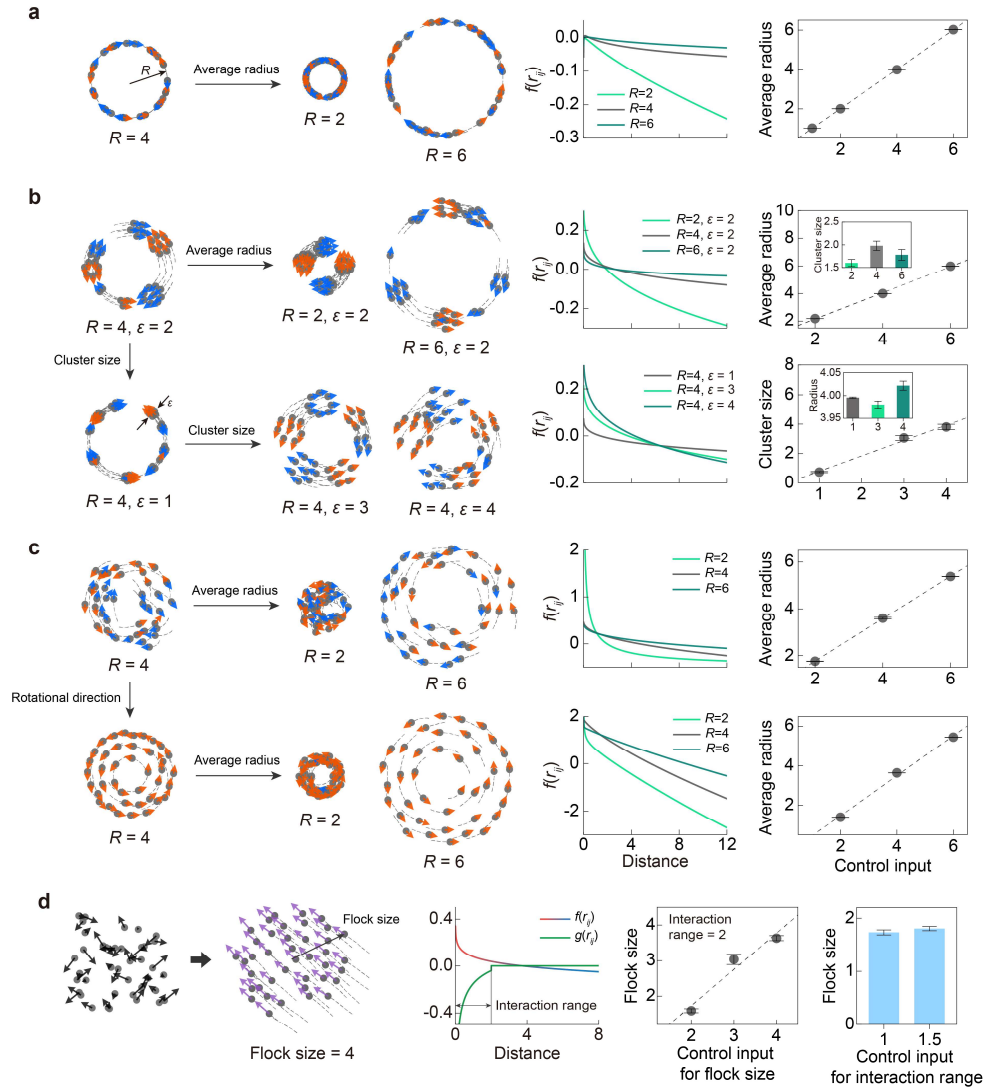 a
R
Average radius
R = 4
R = 2
R = 6
f(rij)
0.0
-0.1
-0.2
-0.3
R=2
R=4
R=6
Average radius
6
4
2
2 4 6
b
Average radius
R = 4, ε = 2
R = 2, ε = 2
R = 6, ε = 2
f(rij)
0.2
0.0
-0.2
R=2, ε = 2
R=4, ε = 2
R=6, ε = 2
Average radius
10
8
6
4
2
2 4 6
Cluster size
2.5
2.0
1.5
2 4 6
Cluster size
ε
Cluster size
R = 4, ε = 1
R = 4, ε = 3
R = 4, ε = 4
f(rij)
0.2
0.0
-0.2
R=4, ε = 1
R=4, ε = 3
R=4, ε = 4
Cluster size
8
6
4
2
0
1 2 3 4
Radius
4.05
4.00
3.95
1 3 4
c
Average radius
R = 4
R = 2
R = 6
f(rij)
2
1
0
R=2
R=4
R=6
Average radius
6
4
2
2 4 6
Rotational direction
Average radius
R = 4
R = 2
R = 6
f(rij)
2
0
-2
R=2
R=4
R=6
0 4 8 12
Distance
Average radius
6
4
2
2 4 6
Control input
d
Flock size
Flock size = 4
0.4
0.0
-0.4
f(rij)
g(rij)
Interaction range
0 2 4 6 8
Distance
Flock size
4
3
2
Interaction
range = 2
2 3 4
Control input
for flock size
Flock size
2
1
0
1 1.5
Control input
for interaction range